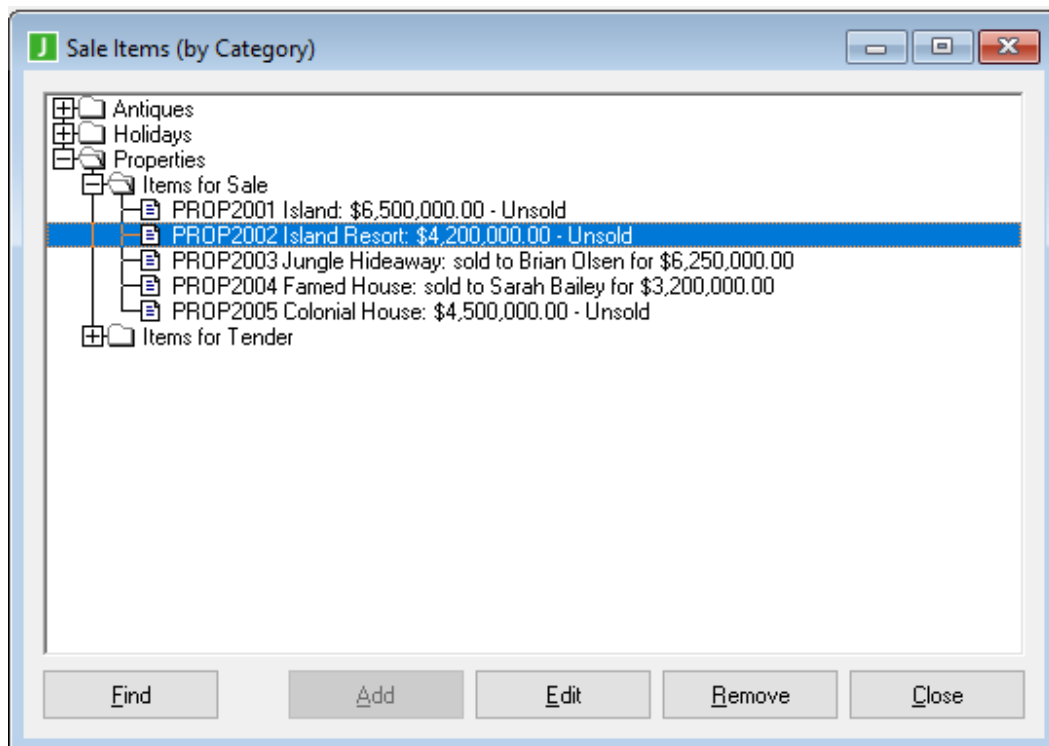 J Sale Items (by Category)
Antiques
Holidays
Properties
Items for Sale
PROP2001 Island: $6,500,000.00 - Unsold
PROP2002 Island Resort: $4,200,000.00 - Unsold
PROP2003 Jungle Hideaway: sold to Brian Olsen for $6,250,000.00
PROP2004 Famed House: sold to Sarah Bailey for $3,200,000.00
PROP2005 Colonial House: $4,500,000.00 - Unsold
Items for Tender
Find Add Edit Remove Close